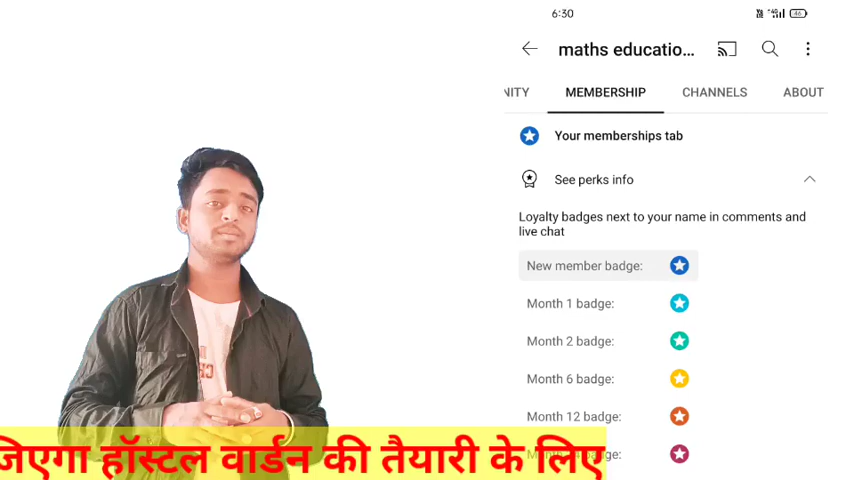 6:30
46
maths educatio...
NITY MEMBERSHIP CHANNELS ABOUT
Your memberships tab
See perks info
Loyalty badges next to your name in comments and
live chat
New member badge:
Month 1 badge:
Month 2 badge:
Month 6 badge:
Month 12 badge:
ge:
जिएगा हॉस्टल वार्डन की तैयारी के लिए